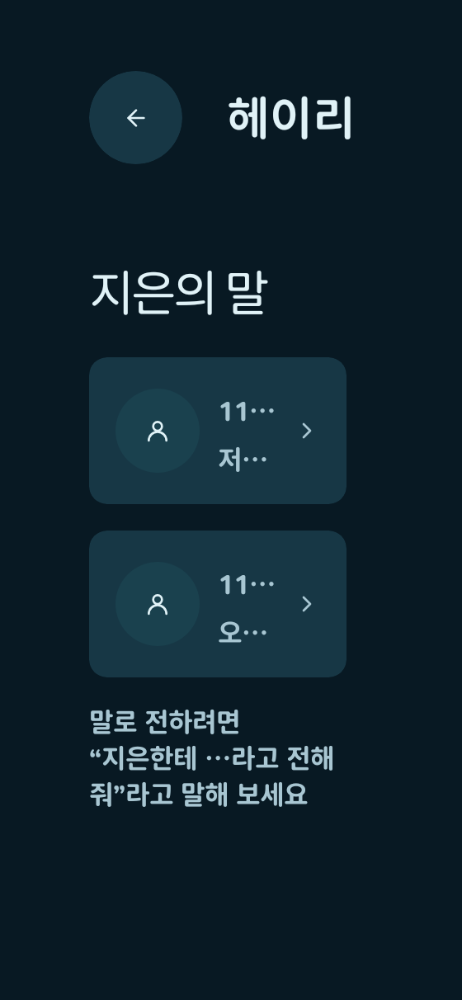 헤이리
지은의 말
11…
저…
11…
오…
말로 전하려면
“지은한테 …라고 전해
줘”라고 말해 보세요